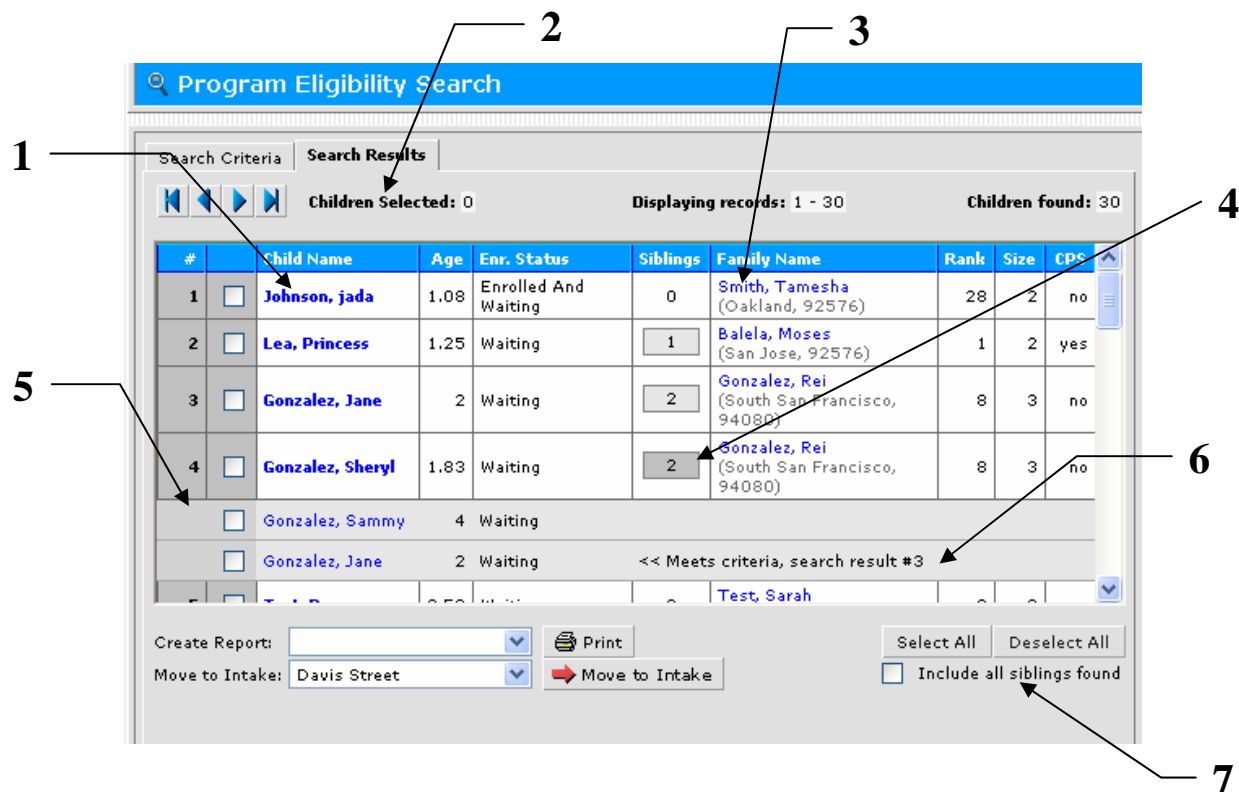 2
3
Program Eligibility Search
1
Search Criteria Search Results
Children Selected: 0 Displaying records: 1 - 30 Children found: 30
4
# Child Name Age Enr. Status Siblings Family Name Rank Size CPS
1 Johnson, jada 1.08 Enrolled And Waiting 0 Smith, Tamesha (Oakland, 92576) 28 2 no
2 Lea, Princess 1.25 Waiting 1 Balela, Moses (San Jose, 92576) 1 2 yes
5
3 Gonzalez, Jane 2 Waiting 2 Gonzalez, Rei (South San Francisco, 94080) 8 3 no
4 Gonzalez, Sheryl 1.83 Waiting 2 Gonzalez, Rei (South San Francisco, 94080) 8 3 no
6
Gonzalez, Sammy 4 Waiting
Gonzalez, Jane 2 Waiting << Meets criteria, search result #3
Test, Sarah
Create Report: Print Select All Deselect All
Move to Intake: Davis Street Move to Intake Include all siblings found
7